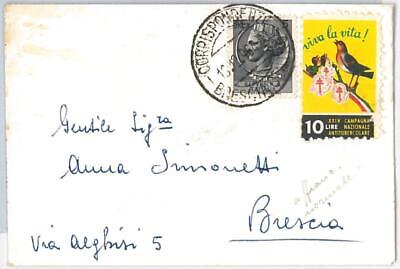 CORRISPONDENZE
BRESCIA
viva la vita!
10 LIRE
XXIV CAMPAGNA
NAZIONALE
ANTITUBERCOLARE
Gentile Sig.ra
Anna Simonetti
Brescia
Via Alghisi 5